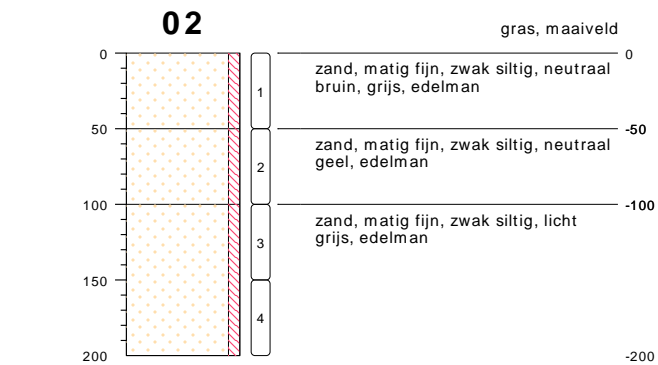 02
gras, maaiveld
0
0
zand, matig fijn, zwak siltig, neutraal
bruin, grijs, edelman
1
50
-50
zand, matig fijn, zwak siltig, neutraal
geel, edelman
2
100
-100
zand, matig fijn, zwak siltig, licht
grijs, edelman
3
150
4
200
-200